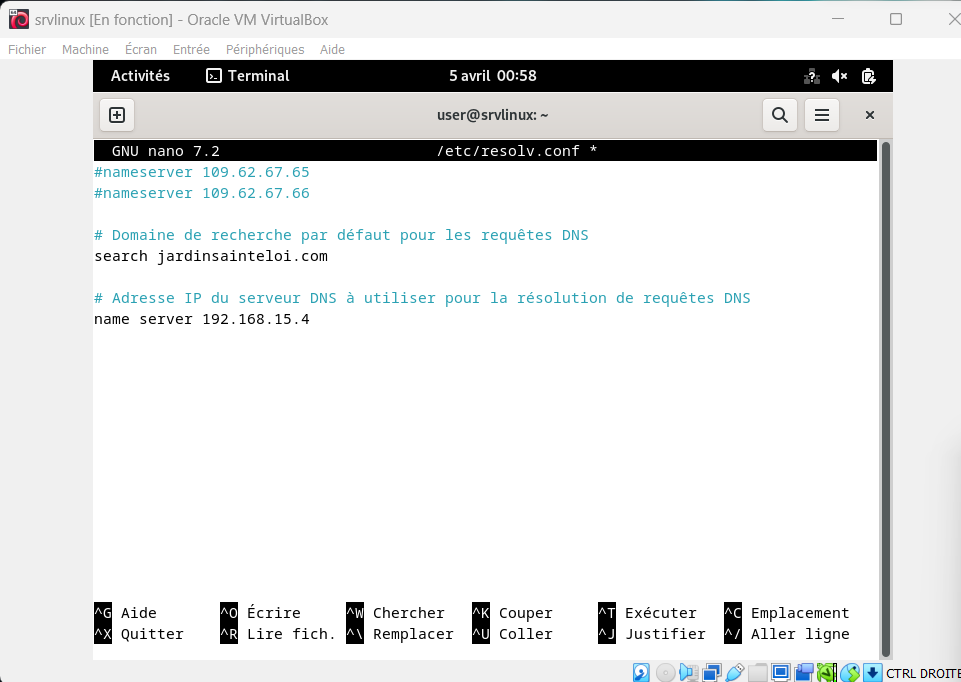 srvlinux [En fonction] - Oracle VM VirtualBox
Fichier Machine Écran Entrée Périphériques Aide
Activités Terminal 5 avril 00:58
user@srvlinux: ~
GNU nano 7.2 /etc/resolv.conf *
#nameserver 109.62.67.65
#nameserver 109.62.67.66
# Domaine de recherche par défaut pour les requêtes DNS
search jardinsainteloi.com
# Adresse IP du serveur DNS à utiliser pour la résolution de requêtes DNS
name server 192.168.15.4
^G Aide ^O Écrire ^W Chercher ^K Couper ^T Exécuter ^C Emplacement
^X Quitter ^R Lire fich. ^\ Remplacer ^U Coller ^J Justifier ^/ Aller ligne
CTRL DROITE